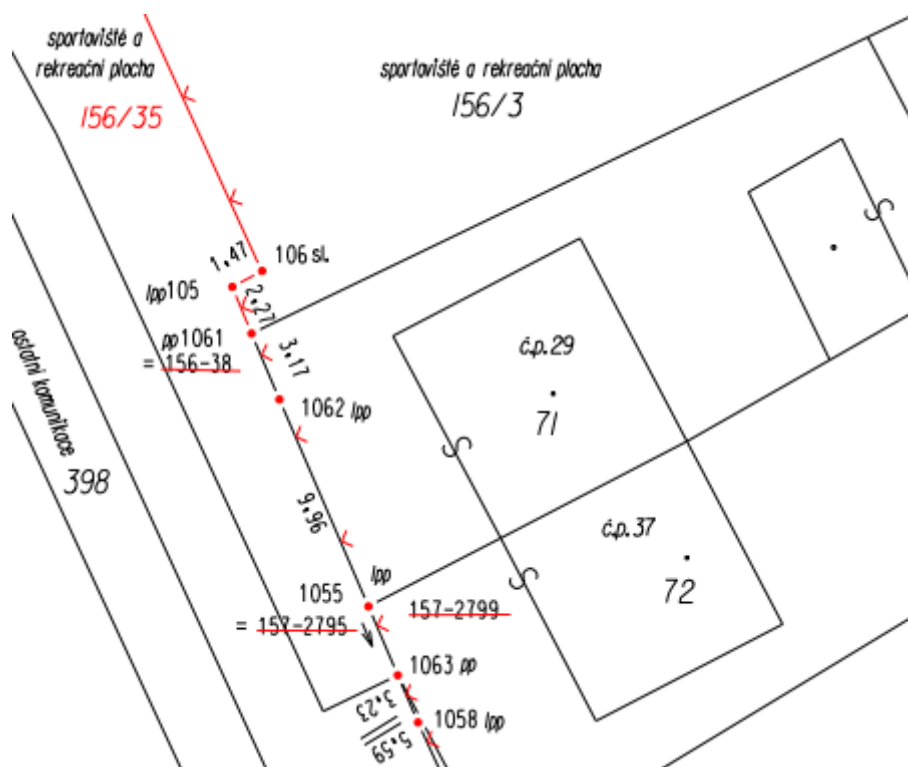 sportoviště a
rekreační plocha
156/35
sportoviště a rekreační plocha
156/3
1,47
106 sl.
lpp105
2,27
pp1061
= 156-38
3,17
1062 lpp
č.p.29
71
ostatní komunikace
398
9,96
č.p.37
72
lpp
1055
= 157-2795
157-2799
1063 pp
3,23
1058 lpp
5,59